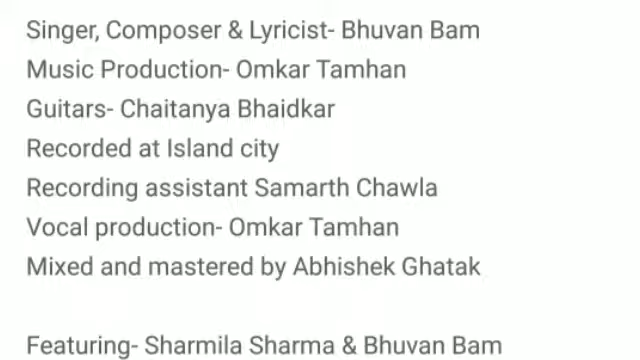 Singer, Composer & Lyricist- Bhuvan Bam
Music Production- Omkar Tamhan
Guitars- Chaitanya Bhaidkar
Recorded at Island city
Recording assistant Samarth Chawla
Vocal production- Omkar Tamhan
Mixed and mastered by Abhishek Ghatak
Featuring- Sharmila Sharma & Bhuvan Bam